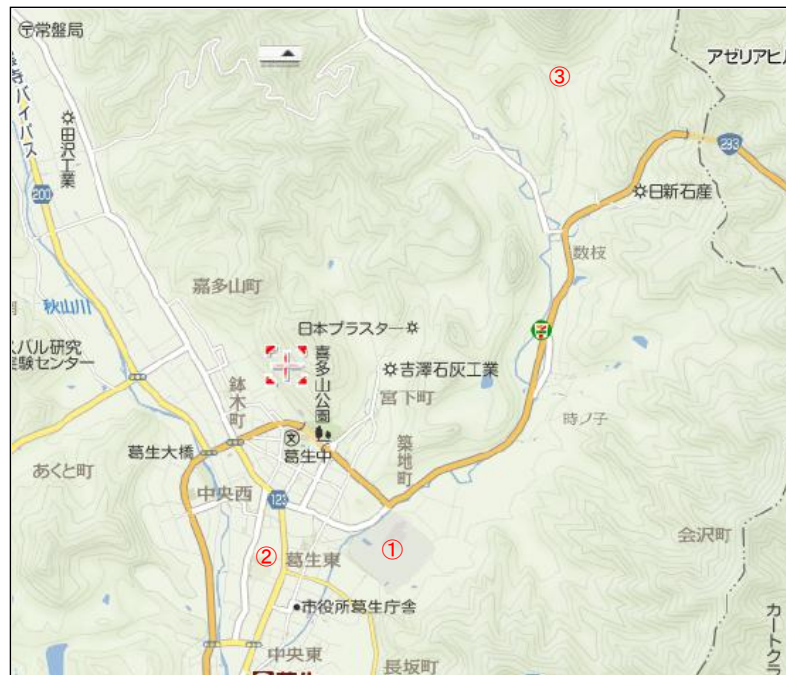 〒常盤局
アゼリアヒル
③
バイパス
田沢工業
293
200
日新石産
数枝
嘉多山町
秋山川
日本プラスター
バル研究
実験センター
喜多山公園
吉澤石灰工業
鉢木町
宮下町
時ノ子
文
葛生大橋
葛生中
築地町
あくと町
中央西
123
会沢町
①
②
葛生東
市役所葛生庁舎
カートクラ
中央東
長坂町